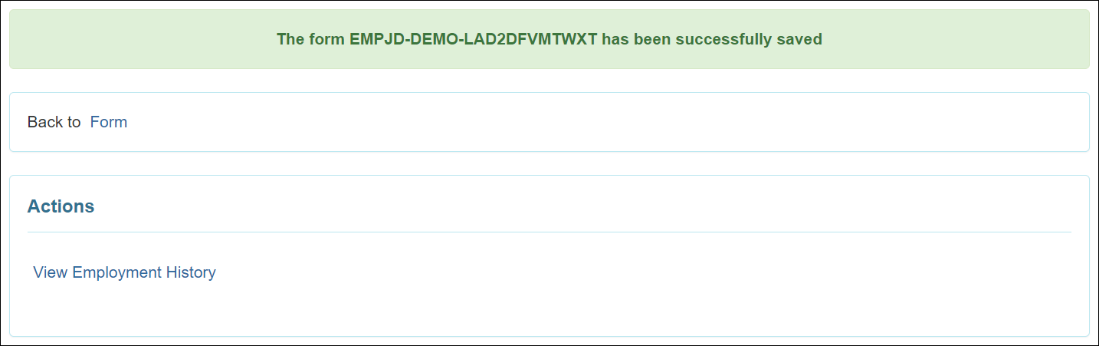 The form EMPJD-DEMO-LAD2DFVMTWXT has been successfully saved
Back to Form
Actions
View Employment History